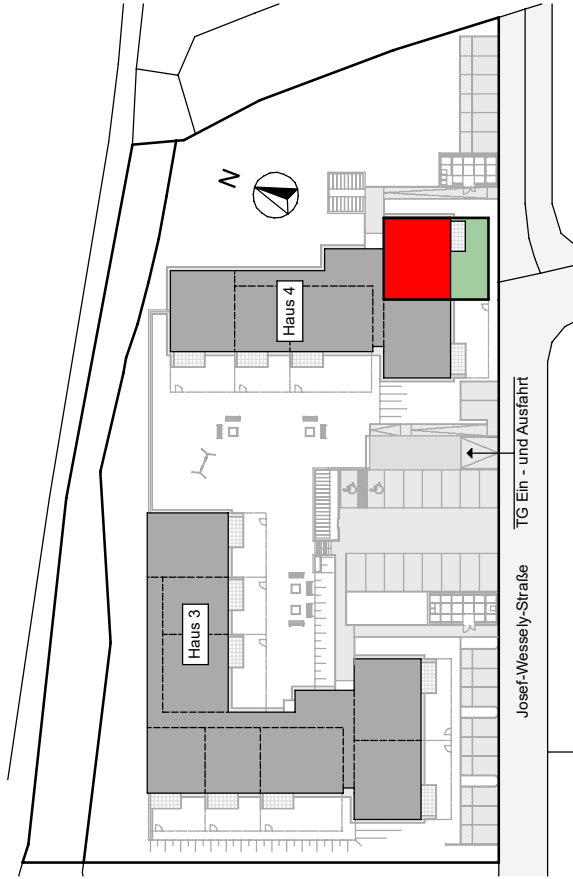 N
Haus 4
Haus 3
TG Ein - und Ausfahrt
Josef-Wessely-Straße